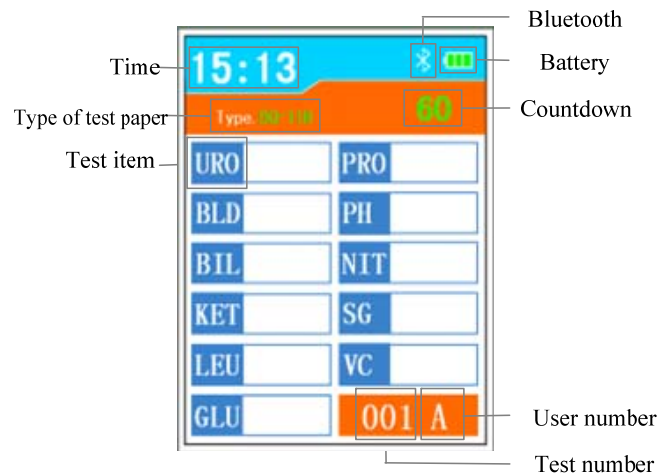 Bluetooth
Time
15:13
Battery
Type of test paper
Type.
60
Countdown
Test item
URO
PRO
BLD
PH
BIL
NIT
KET
SG
LEU
VC
GLU
001 A
User number
Test number